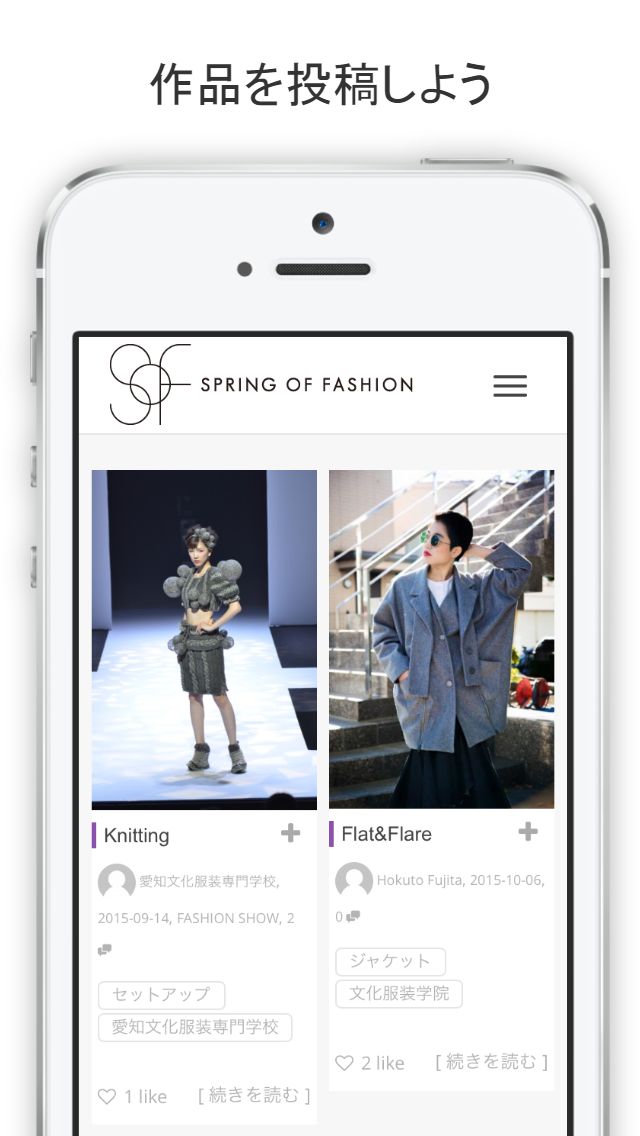 作品を投稿しよう
SF
SPRING OF FASHION
Knitting
愛知文化服装専門学校,
2015-09-14, FASHION SHOW, 2
セットアップ
愛知文化服装専門学校
1 like
[ 続きを読む ]
Flat&Flare
Hokuto Fujita, 2015-10-06,
0
ジャケット
文化服装学院
2 like
[ 続きを読む ]